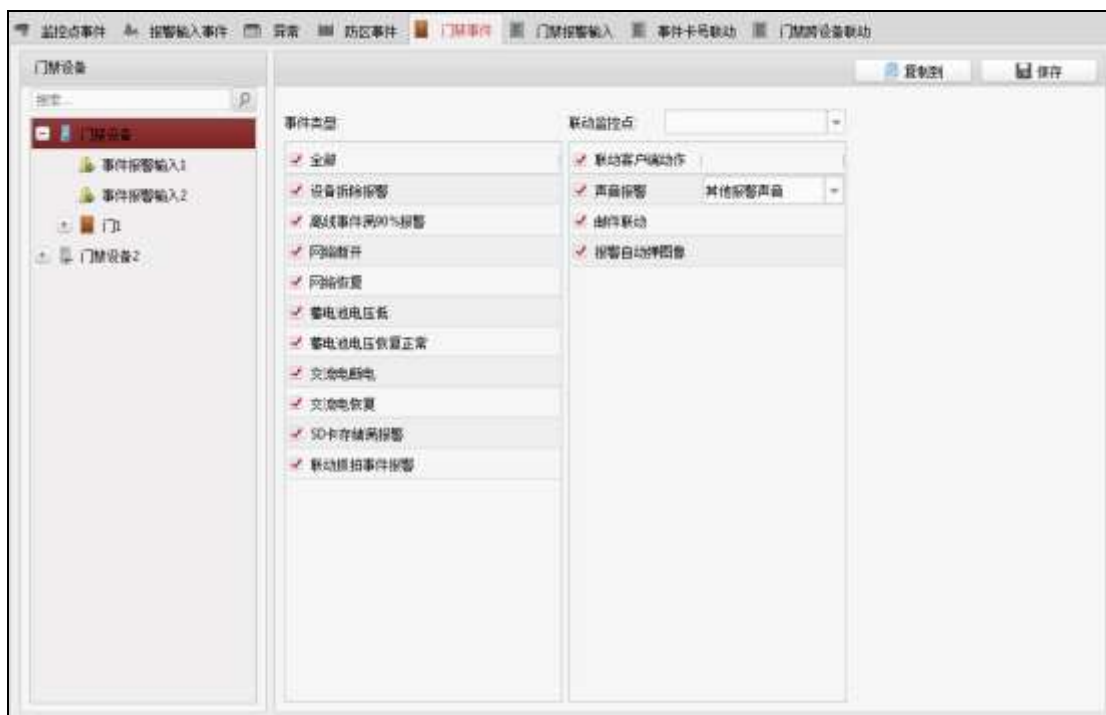 监控点事件 报警输入事件 异常 防区事件 门禁事件 门禁报警输入 事件卡号联动 门禁跨设备联动
门禁设备
复制到 保存
搜索...
事件类型: 联动监控点:
门禁设备
事件报警输入1
事件报警输入2
门1
门禁设备2
全部
设备拆除报警
离线事件满90%报警
网络断开
网络恢复
蓄电池电压低
蓄电池电压恢复正常
交流电断电
交流电恢复
SD卡存储满报警
联动抓拍事件报警
联动客户端动作
声音报警 其他报警声音
邮件联动
报警自动弹图像